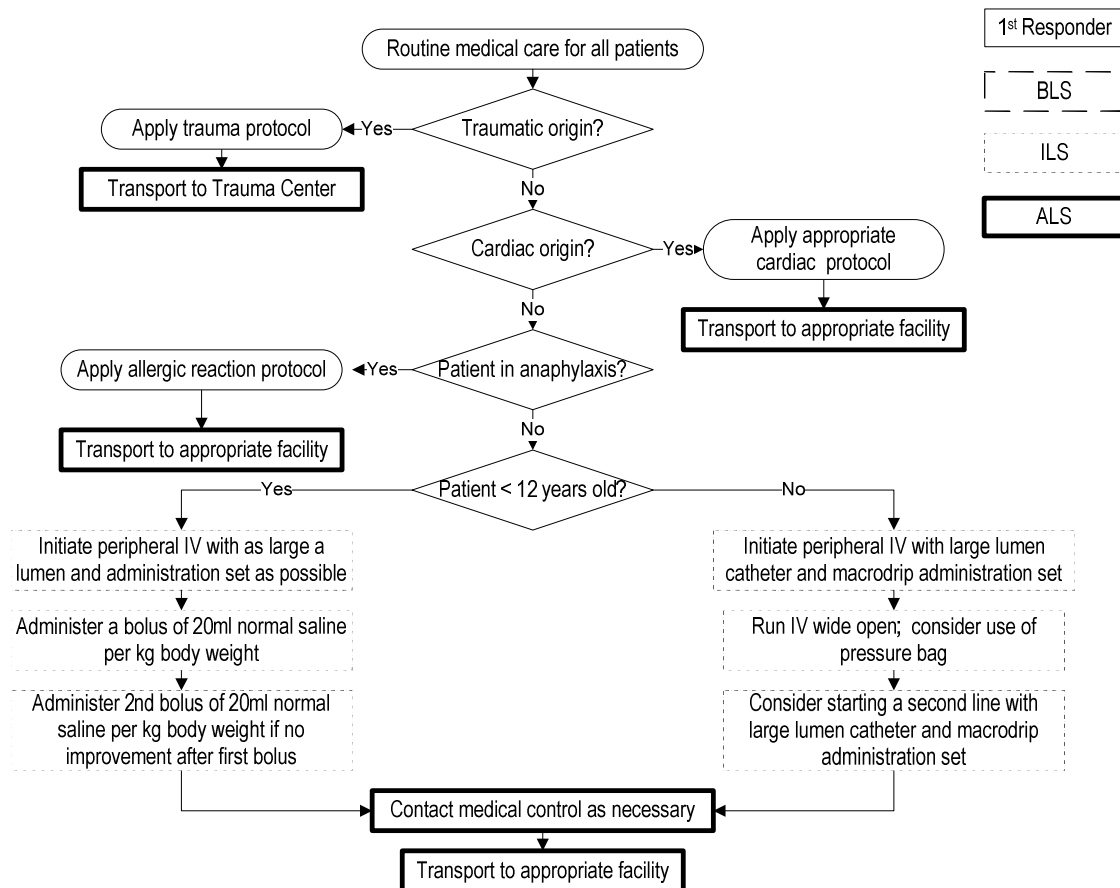 Routine medical care for all patients
1st Responder
BLS
ILS
ALS
Traumatic origin?
Yes
Apply trauma protocol
Transport to Trauma Center
No
Cardiac origin?
Yes
Apply appropriate
cardiac protocol
Transport to appropriate facility
No
Patient in anaphylaxis?
Yes
Apply allergic reaction protocol
Transport to appropriate facility
No
Patient < 12 years old?
Yes
Initiate peripheral IV with as large a
lumen and administration set as possible
Administer a bolus of 20ml normal saline
per kg body weight
Administer 2nd bolus of 20ml normal
saline per kg body weight if no
improvement after first bolus
No
Initiate peripheral IV with large lumen
catheter and macrodrip administration set
Run IV wide open; consider use of
pressure bag
Consider starting a second line with
large lumen catheter and macrodrip
administration set
Contact medical control as necessary
Transport to appropriate facility